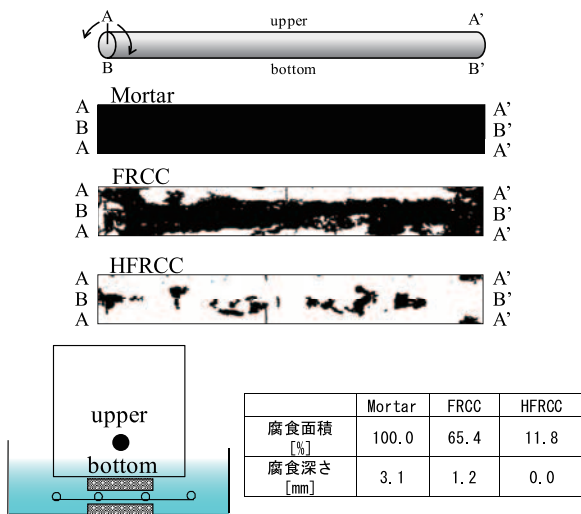 A A'
upper
B B'
bottom
Mortar
A A'
B B'
A A'
FRCC
A A'
B B'
A A'
HFRCC
A A'
B B'
A A'
upper
bottom
Mortar FRCC HFRCC
腐食面積
[%] 100.0 65.4 11.8
腐食深さ
[mm] 3.1 1.2 0.0